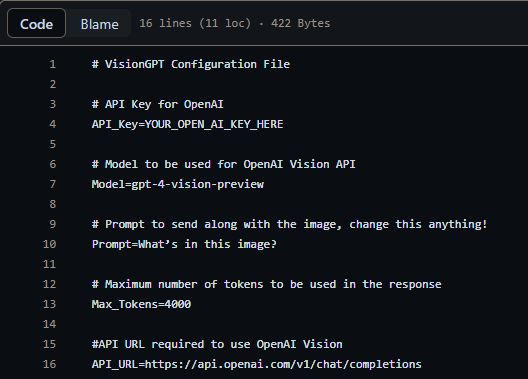 Code Blame 16 lines (11 loc) · 422 Bytes
1 # VisionGPT Configuration File
2
3 # API Key for OpenAI
4 API_Key=YOUR_OPEN_AI_KEY_HERE
5
6 # Model to be used for OpenAI Vision API
7 Model=gpt-4-vision-preview
8
9 # Prompt to send along with the image, change this anything!
10 Prompt=What’s in this image?
11
12 # Maximum number of tokens to be used in the response
13 Max_Tokens=4000
14
15 #API URL required to use OpenAI Vision
16 API_URL=https://api.openai.com/v1/chat/completions